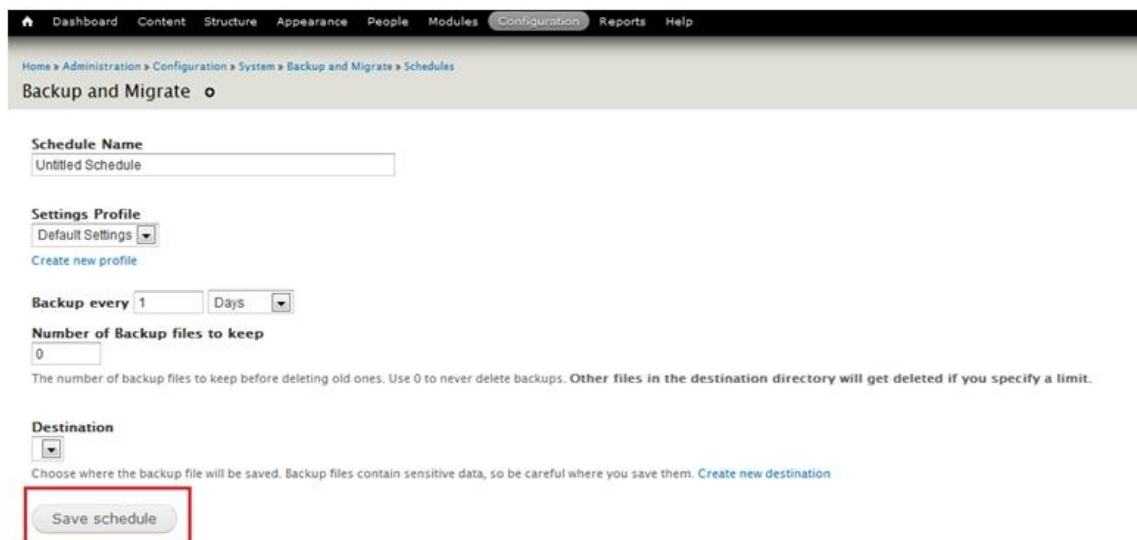 Dashboard Content Structure Appearance People Modules Configuration Reports Help
Home » Administration » Configuration » System » Backup and Migrate » Schedules
Backup and Migrate
Schedule Name
Untitled Schedule
Settings Profile
Default Settings
Create new profile
Backup every 1 Days
Number of Backup files to keep
0
The number of backup files to keep before deleting old ones. Use 0 to never delete backups. Other files in the destination directory will get deleted if you specify a limit.
Destination
Choose where the backup file will be saved. Backup files contain sensitive data, so be careful where you save them. Create new destination
Save schedule